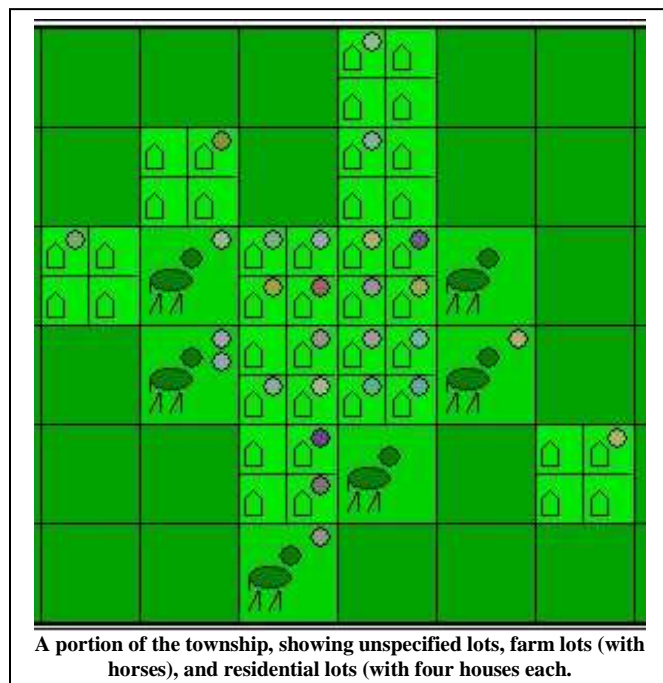 A portion of the township, showing unspecified lots, farm lots (with
horses), and residential lots (with four houses each.